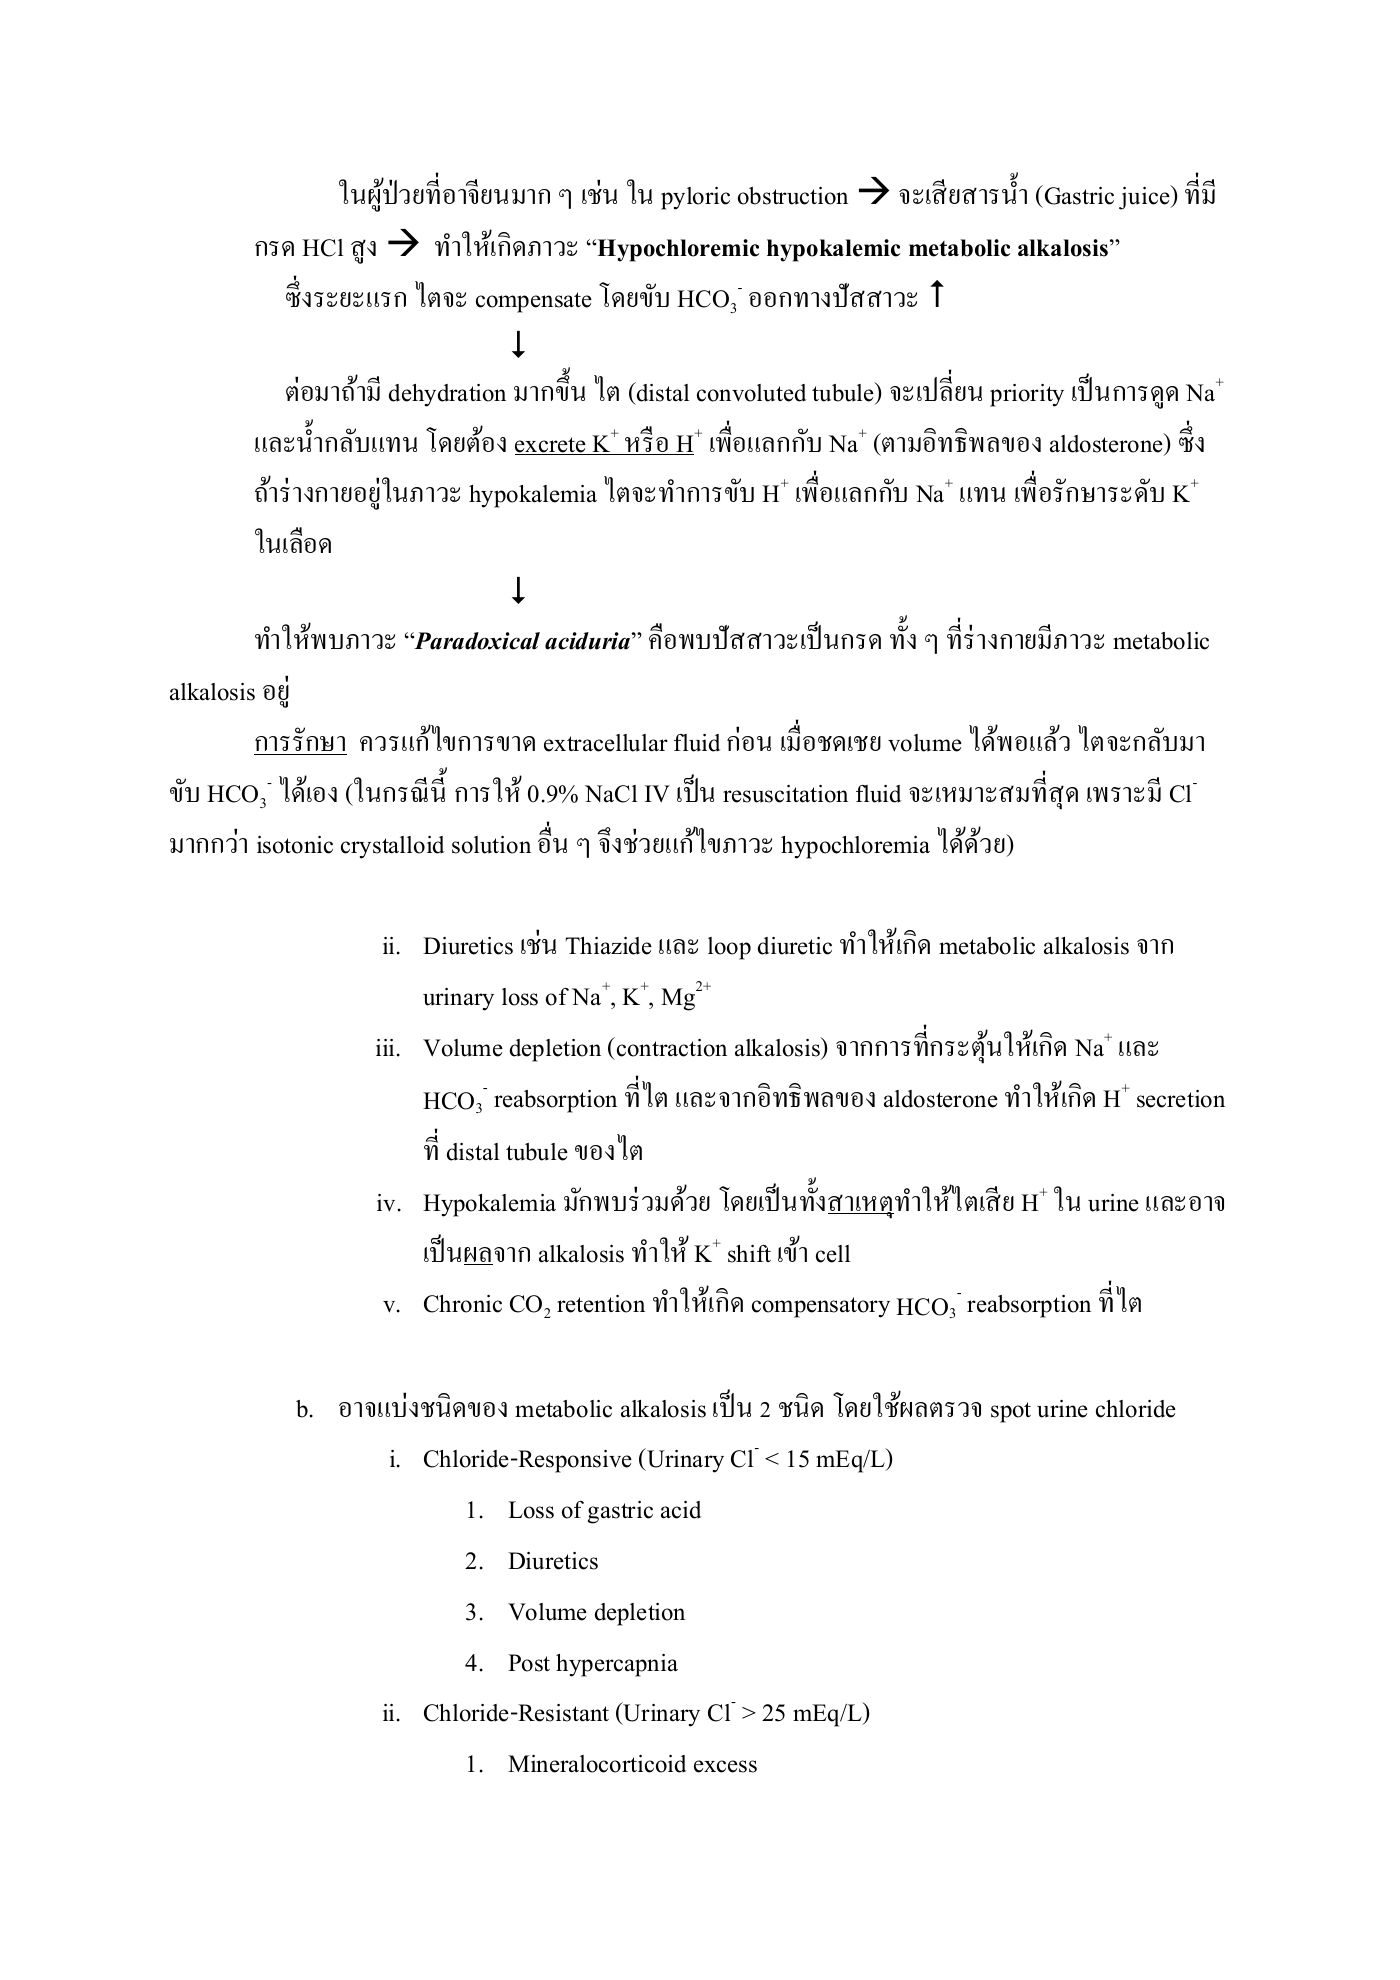 ในผู้ป่วยที่อาเจียนมาก ๆ เช่น ใน pyloric obstruction → จะเสียสารน้ำ (Gastric juice) ที่มี
กรด HCl สูง → ทำให้เกิดภาวะ “Hypochloremic hypokalemic metabolic alkalosis”
ซึ่งระยะแรก ไตจะ compensate โดยขับ HCO₃⁻ ออกทางปัสสาวะ ↑
↓
ต่อมาถ้ามี dehydration มากขึ้น ไต (distal convoluted tubule) จะเปลี่ยน priority เป็นการดูด Na⁺
และน้ำกลับแทน โดยต้อง excrete K⁺ หรือ H⁺ เพื่อแลกกับ Na⁺ (ตามอิทธิพลของ aldosterone) ซึ่ง
ถ้าร่างกายอยู่ในภาวะ hypokalemia ไตจะทำการขับ H⁺ เพื่อแลกกับ Na⁺ แทน เพื่อรักษาระดับ K⁺
ในเลือด
↓
ทำให้พบภาวะ “Paradoxical aciduria” คือพบปัสสาวะเป็นกรด ทั้ง ๆ ที่ร่างกายมีภาวะ metabolic
alkalosis อยู่
การรักษา ควรแก้ไขการขาด extracellular fluid ก่อน เมื่อชดเชย volume ได้พอแล้ว ไตจะกลับมา
ขับ HCO₃⁻ ได้เอง (ในกรณีนี้ การให้ 0.9% NaCl IV เป็น resuscitation fluid จะเหมาะสมที่สุด เพราะมี Cl⁻
มากกว่า isotonic crystalloid solution อื่น ๆ จึงช่วยแก้ไขภาวะ hypochloremia ได้ด้วย)
ii. Diuretics เช่น Thiazide และ loop diuretic ทำให้เกิด metabolic alkalosis จาก
urinary loss of Na⁺, K⁺, Mg²⁺
iii. Volume depletion (contraction alkalosis) จากการที่กระตุ้นให้เกิด Na⁺ และ
HCO₃⁻ reabsorption ที่ไต และจากอิทธิพลของ aldosterone ทำให้เกิด H⁺ secretion
ที่ distal tubule ของไต
iv. Hypokalemia มักพบร่วมด้วย โดยเป็นทั้งสาเหตุทำให้ไตเสีย H⁺ ใน urine และอาจ
เป็นผลจาก alkalosis ทำให้ K⁺ shift เข้า cell
v. Chronic CO₂ retention ทำให้เกิด compensatory HCO₃⁻ reabsorption ที่ไต
b. อาจแบ่งชนิดของ metabolic alkalosis เป็น 2 ชนิด โดยใช้ผลตรวจ spot urine chloride
i. Chloride-Responsive (Urinary Cl⁻ < 15 mEq/L)
1. Loss of gastric acid
2. Diuretics
3. Volume depletion
4. Post hypercapnia
ii. Chloride-Resistant (Urinary Cl⁻ > 25 mEq/L)
1. Mineralocorticoid excess